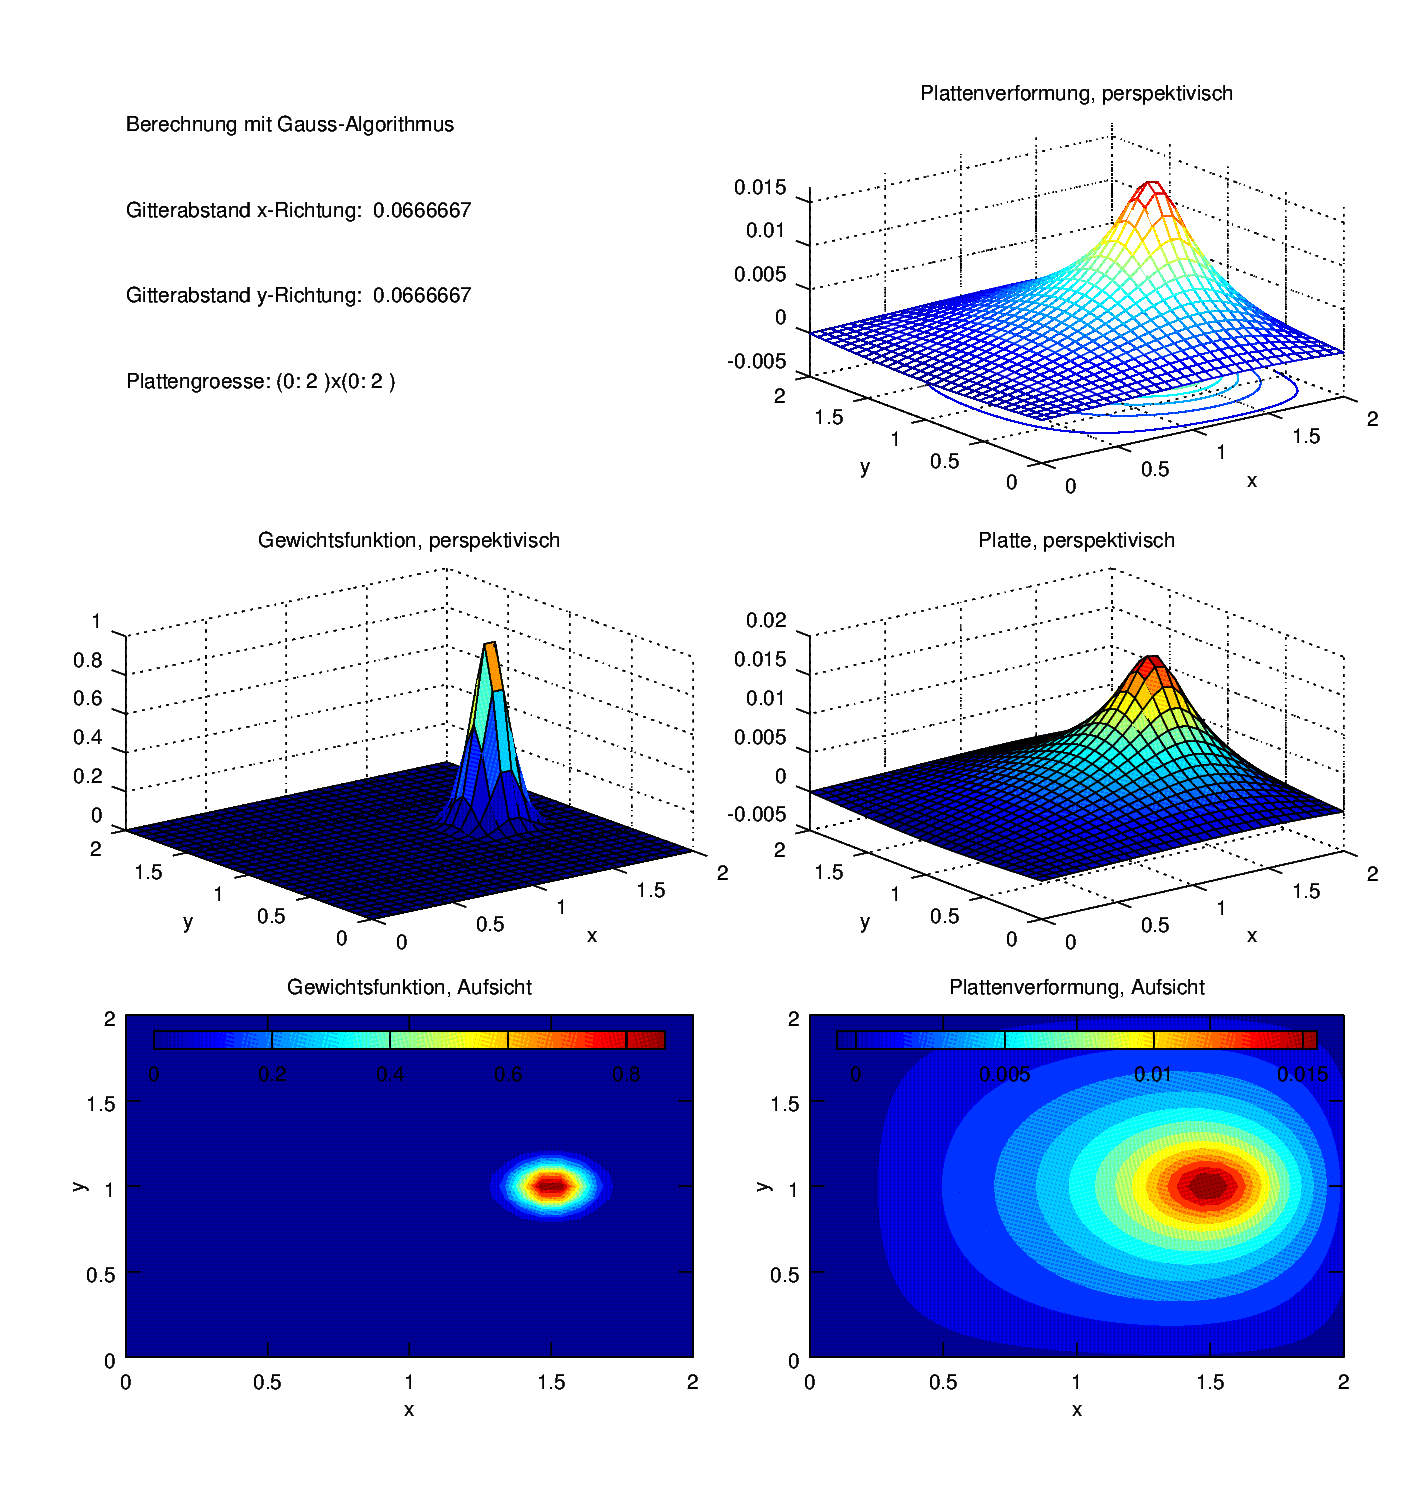 Berechnung mit Gauss-Algorithmus
Gitterabstand x-Richtung: 0.0666667
Gitterabstand y-Richtung: 0.0666667
Plattengroesse: (0: 2 )x(0: 2 )
Plattenverformung, perspektivisch
0.015
0.01
0.005
0
-0.005
2
1.5
1
0.5
0
y
0
0.5
1
1.5
2
x
Gewichtsfunktion, perspektivisch
1
0.8
0.6
0.4
0.2
0
2
1.5
1
0.5
0
y
0
0.5
1
1.5
2
x
Platte, perspektivisch
0.02
0.015
0.01
0.005
0
-0.005
2
1.5
1
0.5
0
y
0
0.5
1
1.5
2
x
Gewichtsfunktion, Aufsicht
0 0.2 0.4 0.6 0.8
2
1.5
1
0.5
0
y
0 0.5 1 1.5 2
x
Plattenverformung, Aufsicht
0 0.005 0.01 0.015
2
1.5
1
0.5
0
y
0 0.5 1 1.5 2
x